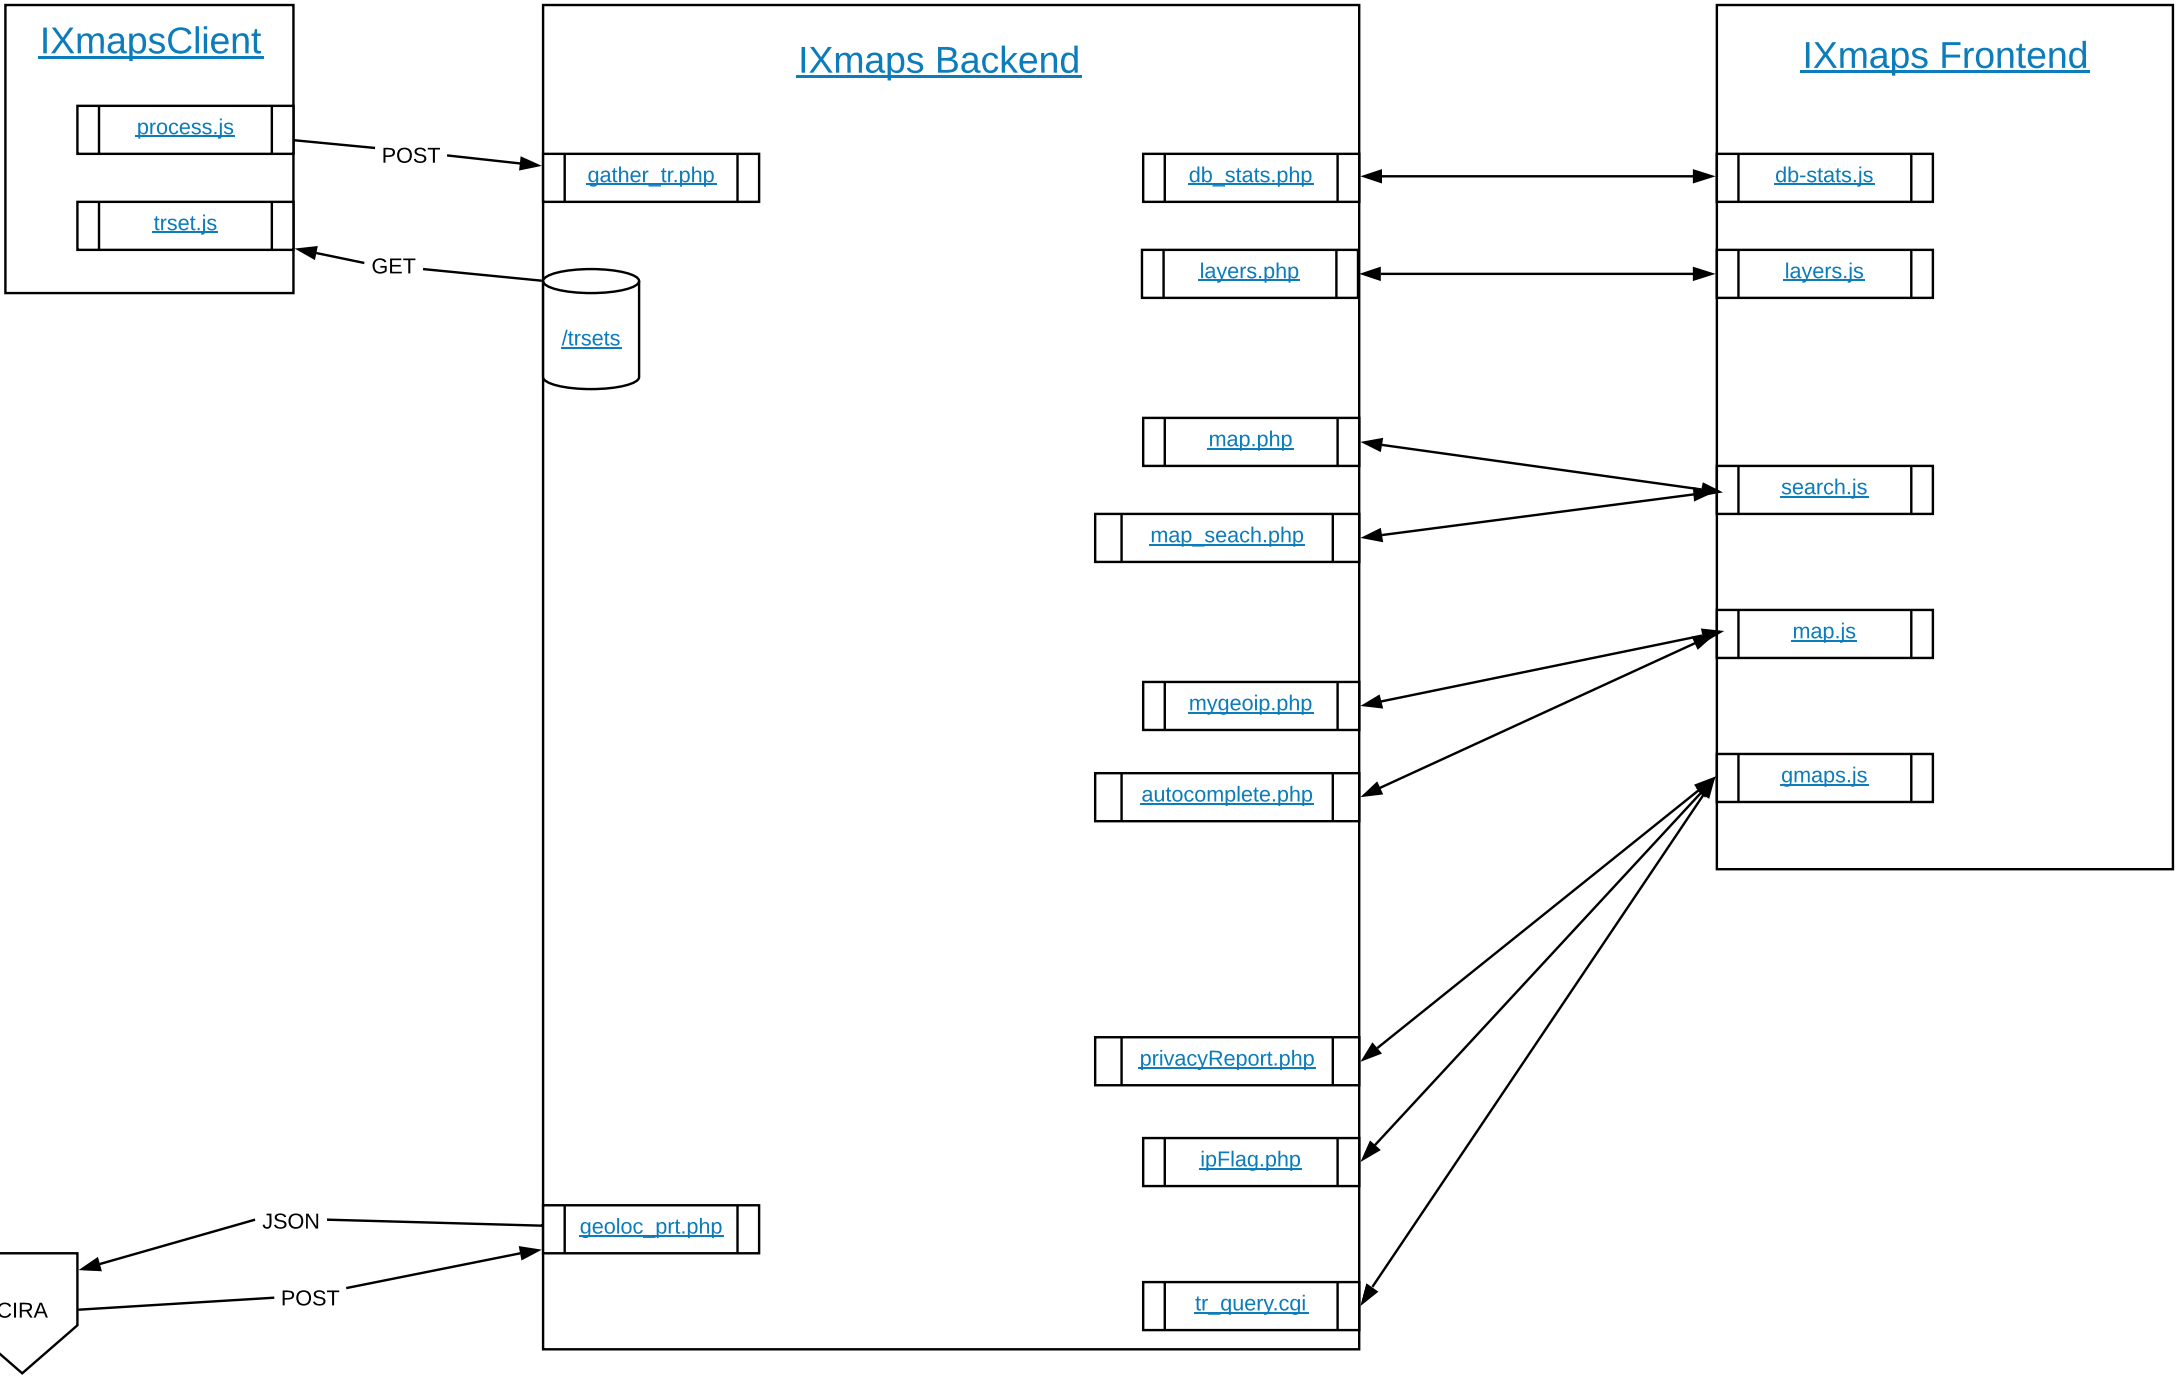 IXmapsClient
process.js
trset.js
POST
GET
IXmaps Backend
gather_tr.php
/trsets
db_stats.php
layers.php
map.php
map_seach.php
mygeoip.php
autocomplete.php
privacyReport.php
ipFlag.php
tr_query.cgi
geoloc_prt.php
JSON
POST
CIRA
IXmaps Frontend
db-stats.js
layers.js
search.js
map.js
gmaps.js